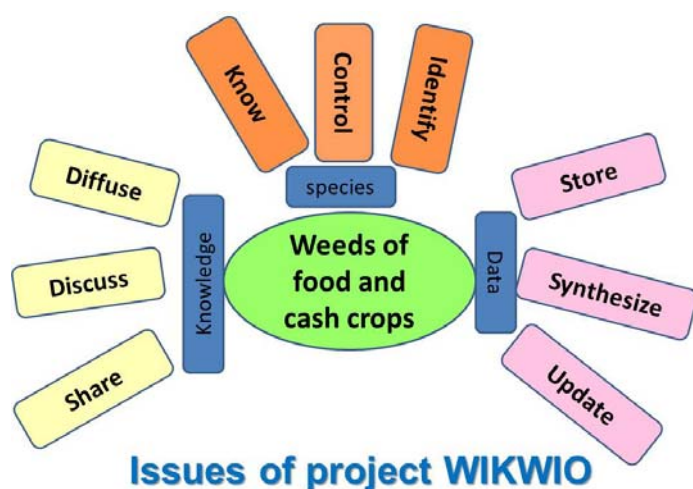 Know
Control
Identify
species
Diffuse
Discuss
Share
Knowledge
Weeds of
food and
cash crops
Data
Store
Synthesize
Update
Issues of project WIKWIO